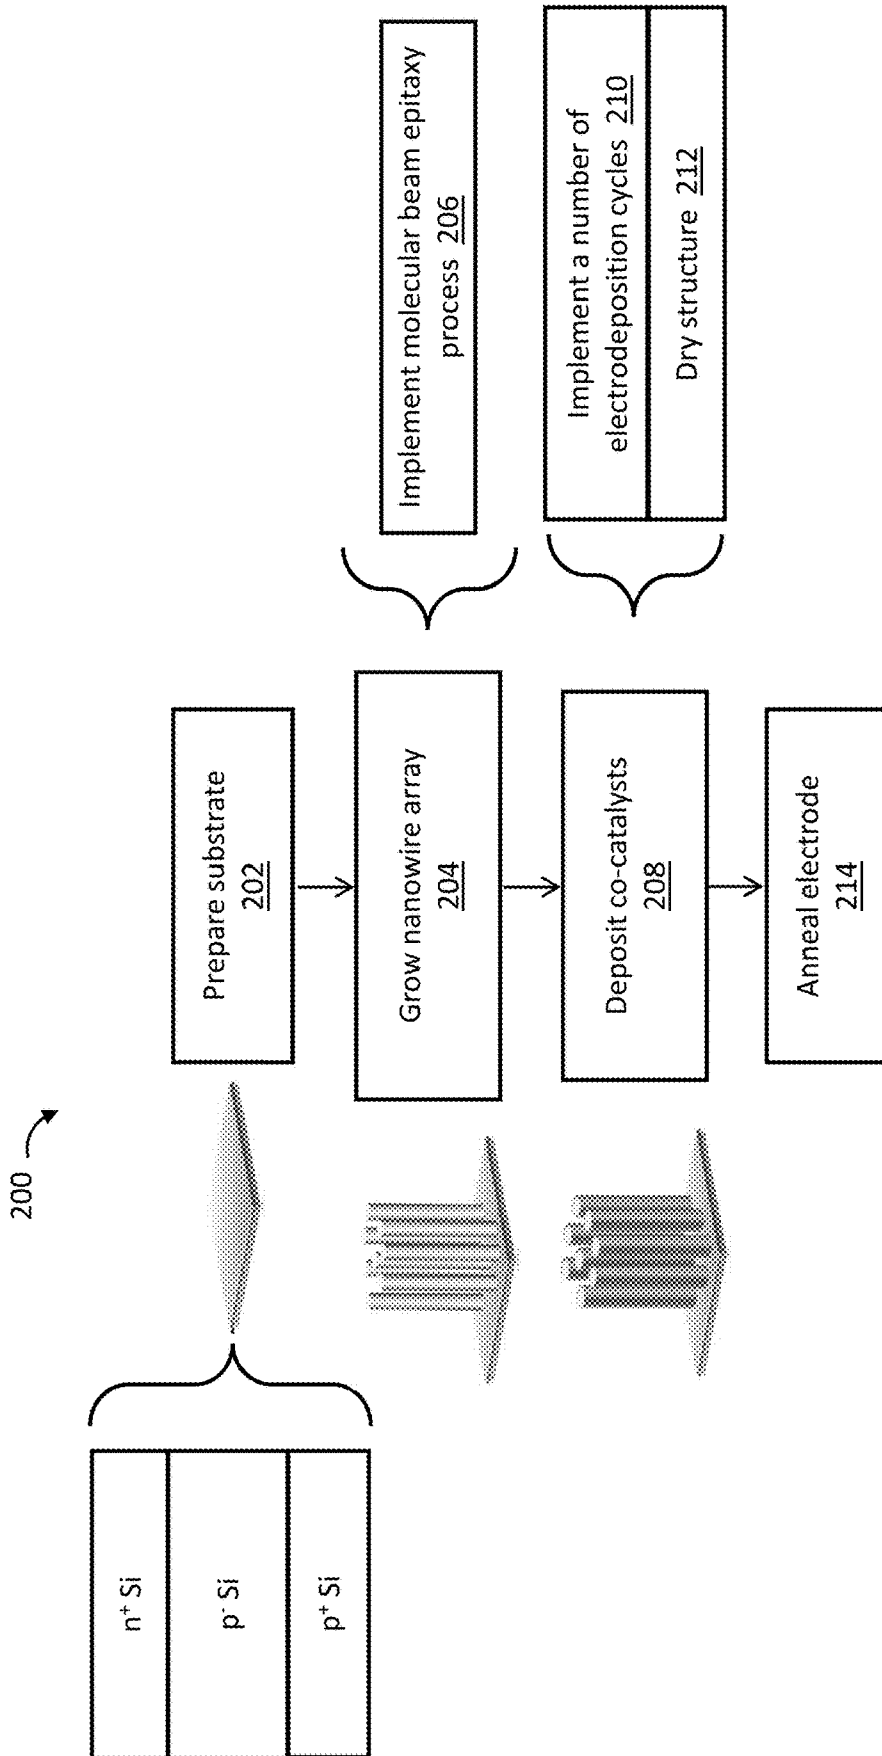 200
n⁺ Si
p⁻ Si
p⁺ Si
Prepare substrate
202
Grow nanowire array
204
Implement molecular beam epitaxy
process 206
Deposit co-catalysts
208
Implement a number of
electrodeposition cycles 210
Dry structure 212
Anneal electrode
214